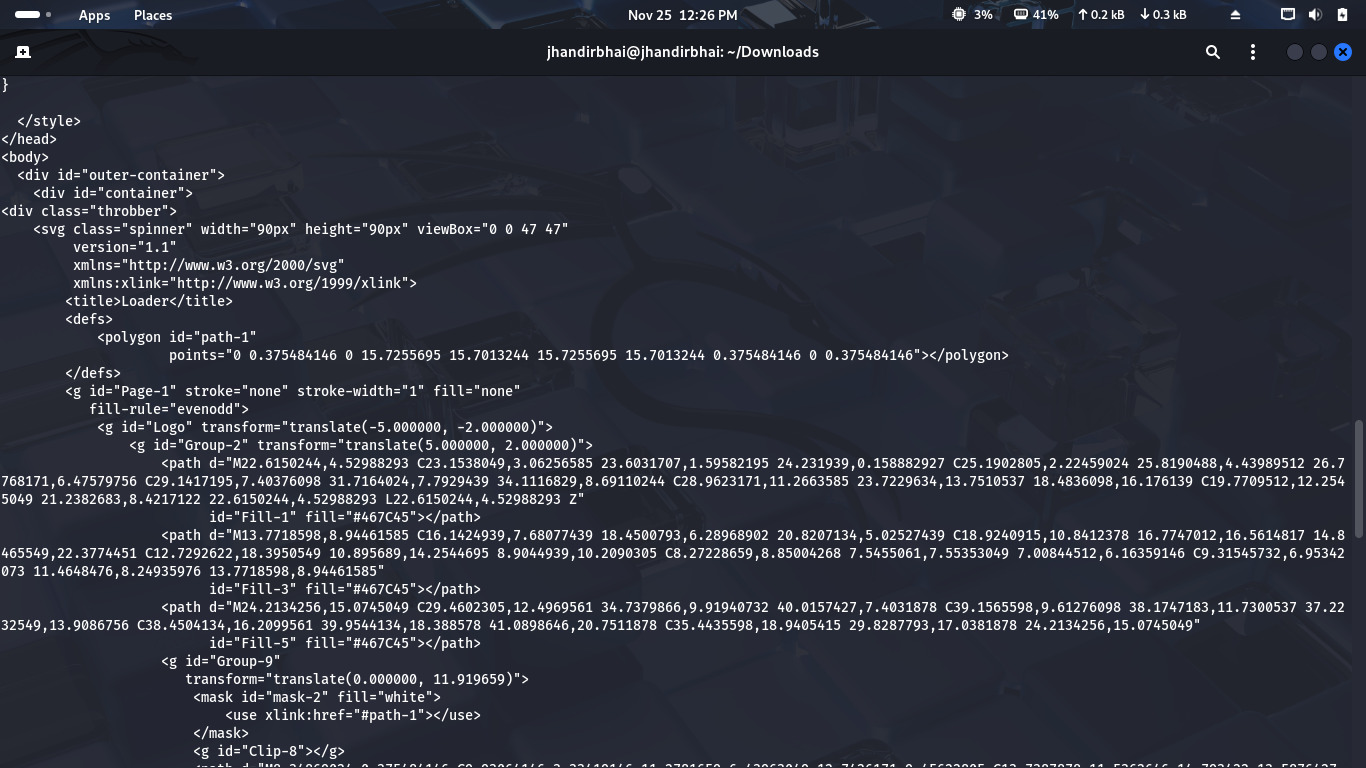 Apps Places Nov 25 12:26 PM 3% 41% 0.2 kB 0.3 kB
jhandirbhai@jhandirbhai: ~/Downloads
}
</style>
</head>
<body>
<div id="outer-container">
<div id="container">
<div class="throbber">
<svg class="spinner" width="90px" height="90px" viewBox="0 0 47 47"
version="1.1"
xmlns="http://www.w3.org/2000/svg"
xmlns:xlink="http://www.w3.org/1999/xlink">
<title>Loader</title>
<defs>
<polygon id="path-1"
points="0 0.375484146 0 15.7255695 15.7013244 15.7255695 15.7013244 0.375484146 0 0.375484146"></polygon>
</defs>
<g id="Page-1" stroke="none" stroke-width="1" fill="none"
fill-rule="evenodd">
<g id="Logo" transform="translate(-5.000000, -2.000000)">
<g id="Group-2" transform="translate(5.000000, 2.000000)">
<path d="M22.6150244,4.52988293 C23.1538049,3.06256585 23.6031707,1.59582195 24.231939,0.158882927 C25.1902805,2.22459024 25.8190488,4.43989512 26.7
768171,6.47579756 C29.1417195,7.40376098 31.7164024,7.7929439 34.1116829,8.69110244 C28.9623171,11.2663585 23.7229634,13.7510537 18.4836098,16.176139 C19.7709512,12.254
5049 21.2382683,8.4217122 22.6150244,4.52988293 L22.6150244,4.52988293 Z"
id="Fill-1" fill="#467C45"></path>
<path d="M13.7718598,8.94461585 C16.1424939,7.68077439 18.4500793,6.28968902 20.8207134,5.02527439 C18.9240915,10.8412378 16.7747012,16.5614817 14.8
465549,22.3774451 C12.7292622,18.3950549 10.895689,14.2544695 8.9044939,10.2090305 C8.27228659,8.85004268 7.5455061,7.55353049 7.00844512,6.16359146 C9.31545732,6.95342
073 11.4648476,8.24935976 13.7718598,8.94461585"
id="Fill-3" fill="#467C45"></path>
<path d="M24.2134256,15.0745049 C29.4602305,12.4969561 34.7379866,9.91940732 40.0157427,7.4031878 C39.1565598,9.61276098 38.1747183,11.7300537 37.22
32549,13.9086756 C38.4504134,16.2099561 39.9544134,18.388578 41.0898646,20.7511878 C35.4435598,18.9405415 29.8287793,17.0381878 24.2134256,15.0745049"
id="Fill-5" fill="#467C45"></path>
<g id="Group-9"
transform="translate(0.000000, 11.919659)">
<mask id="mask-2" fill="white">
<use xlink:href="#path-1"></use>
</mask>
<g id="Clip-8"></g>